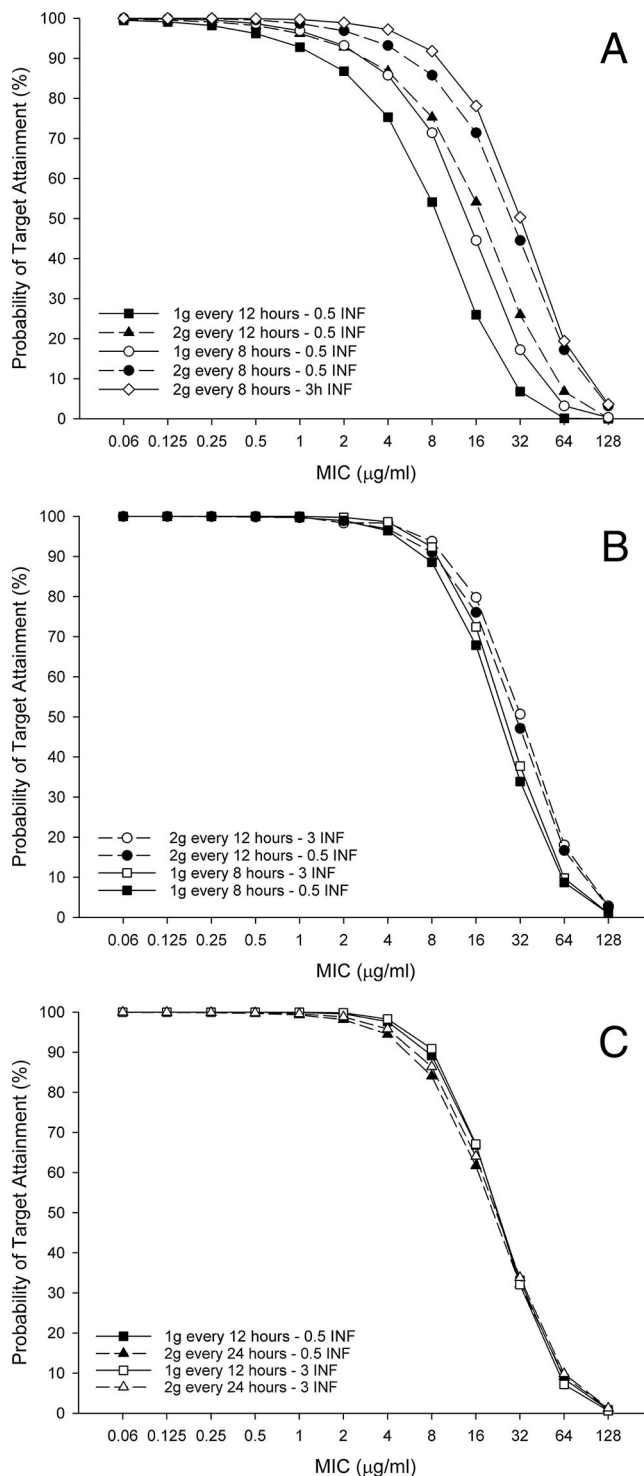 A
Probability of Target Attainment (%)
100
90
80
70
60
50
40
30
20
10
0
1g every 12 hours - 0.5 INF
2g every 12 hours - 0.5 INF
1g every 8 hours - 0.5 INF
2g every 8 hours - 0.5 INF
2g every 8 hours - 3h INF
0.06 0.125 0.25 0.5 1 2 4 8 16 32 64 128
MIC (µg/ml)
B
Probability of Target Attainment (%)
100
90
80
70
60
50
40
30
20
10
0
2g every 12 hours - 3 INF
2g every 12 hours - 0.5 INF
1g every 8 hours - 3 INF
1g every 8 hours - 0.5 INF
0.06 0.125 0.25 0.5 1 2 4 8 16 32 64 128
MIC (µg/ml)
C
Probability of Target Attainment (%)
100
90
80
70
60
50
40
30
20
10
0
1g every 12 hours - 0.5 INF
2g every 24 hours - 0.5 INF
1g every 12 hours - 3 INF
2g every 24 hours - 3 INF
0.06 0.125 0.25 0.5 1 2 4 8 16 32 64 128
MIC (µg/ml)